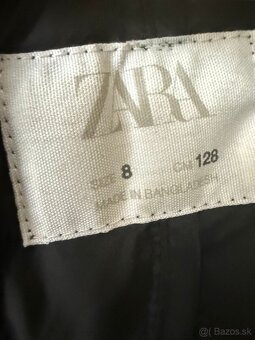 ZARA
SIZE 8 CM 128
MADE IN BANGLADESH
Bazos.sk